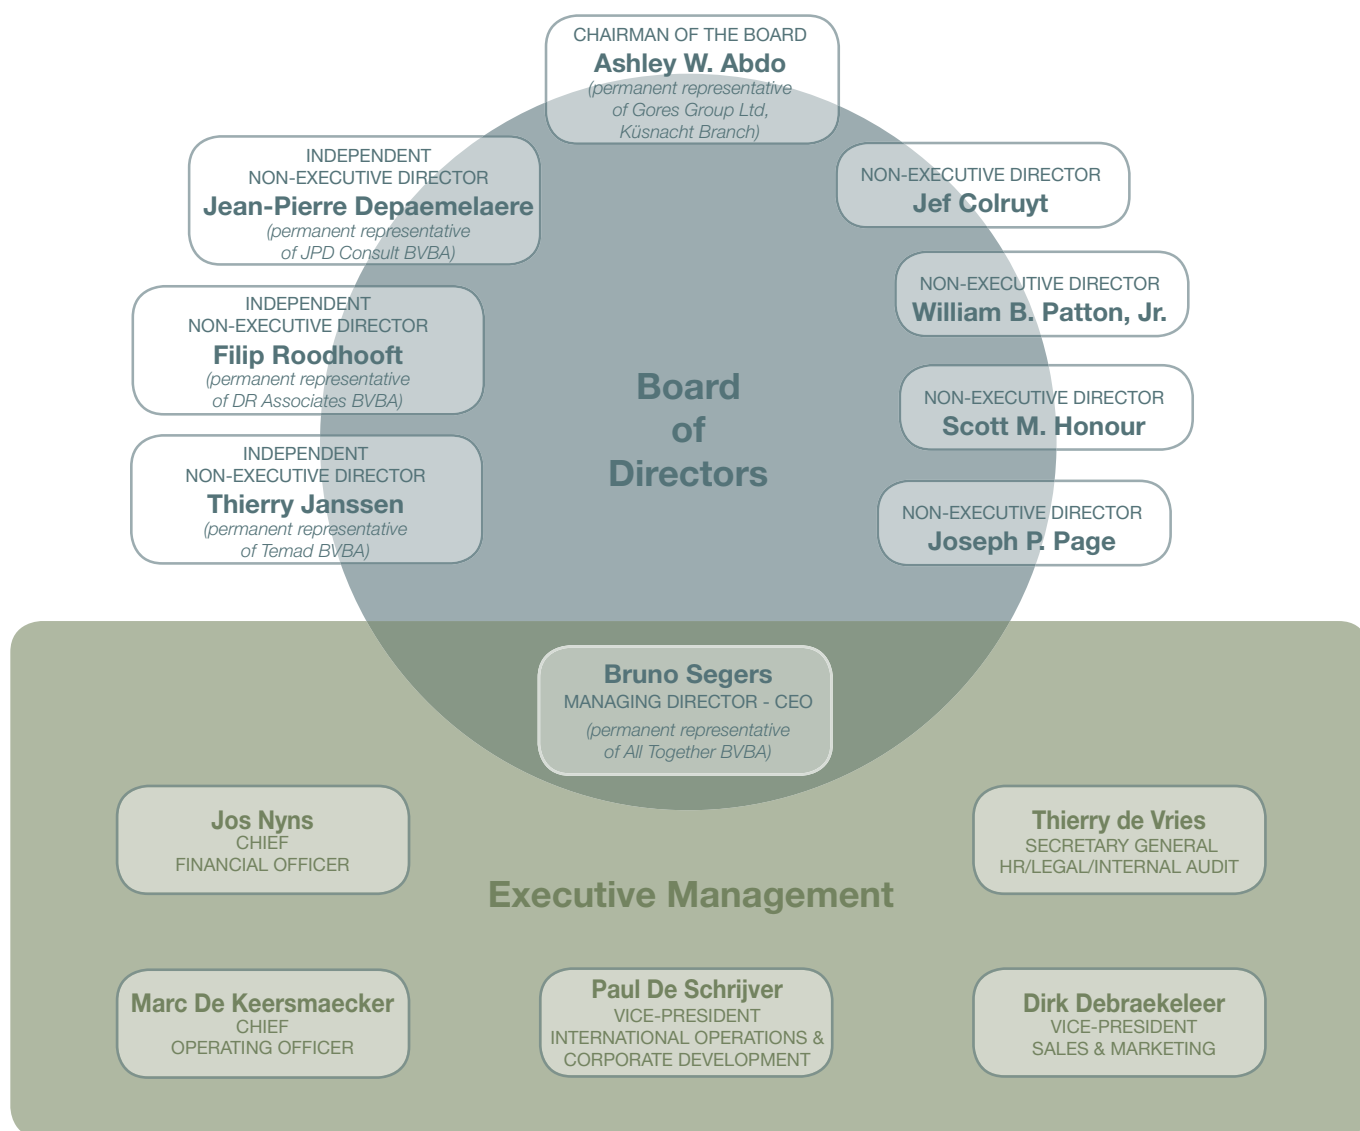 CHAIRMAN OF THE BOARD
Ashley W. Abdo
(permanent representative
of Gores Group Ltd,
Küsnacht Branch)
INDEPENDENT
NON-EXECUTIVE DIRECTOR
Jean-Pierre Depaemelaere
(permanent representative
of JPD Consult BVBA)
NON-EXECUTIVE DIRECTOR
Jef Colruyt
INDEPENDENT
NON-EXECUTIVE DIRECTOR
Filip Roodhooft
(permanent representative
of DR Associates BVBA)
NON-EXECUTIVE DIRECTOR
William B. Patton, Jr.
Board
of
Directors
NON-EXECUTIVE DIRECTOR
Scott M. Honour
INDEPENDENT
NON-EXECUTIVE DIRECTOR
Thierry Janssen
(permanent representative
of Temad BVBA)
NON-EXECUTIVE DIRECTOR
Joseph P. Page
Bruno Segers
MANAGING DIRECTOR - CEO
(permanent representative
of All Together BVBA)
Jos Nyns
CHIEF
FINANCIAL OFFICER
Thierry de Vries
SECRETARY GENERAL
HR/LEGAL/INTERNAL AUDIT
Executive Management
Marc De Keersmaecker
CHIEF
OPERATING OFFICER
Paul De Schrijver
VICE-PRESIDENT
INTERNATIONAL OPERATIONS &
CORPORATE DEVELOPMENT
Dirk Debraekeleer
VICE-PRESIDENT
SALES & MARKETING